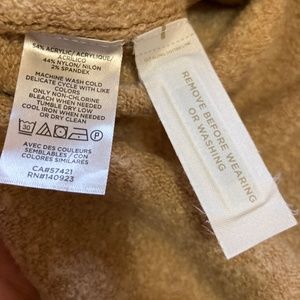 54% ACRYLIC/ACRYLIQUE/
ACRÍLICO
44% NYLON/NILÓN
2% SPANDEX
MACHINE WASH COLD
DELICATE CYCLE WITH LIKE
COLORS
ONLY NON-CHLORINE
BLEACH WHEN NEEDED
TUMBLE DRY LOW
COOL IRON WHEN NEEDED
OR DRY CLEAN
30
P
AVEC DES COULEURS
SEMBLABLES / CON
COLORES SIMILARES
CA#57421
RN#140923
REMOVE BEFORE WEARING
OR WASHING